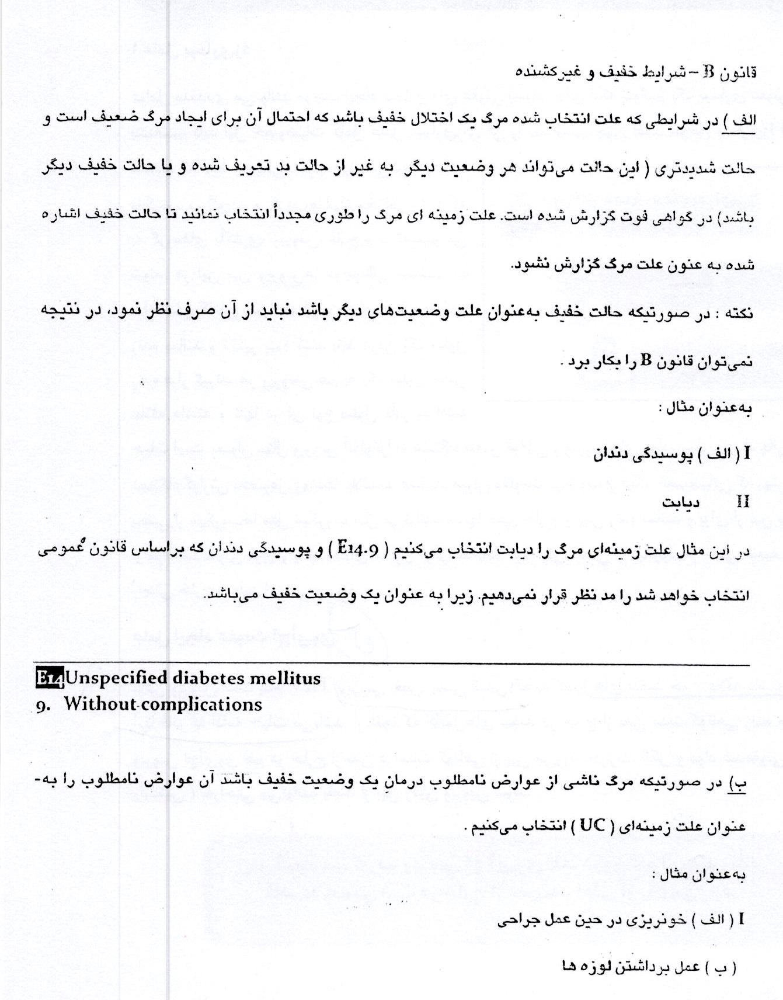 قانون B – شرایط خفیف و غیرکشنده
الف ) در شرایطی که علت انتخاب شده مرگ یک اختلال خفیف باشد که احتمال آن برای ایجاد مرگ ضعیف است و
حالت شدیدتری ( این حالت می‌تواند هر وضعیت دیگر به غیر از حالت بد تعریف شده و یا حالت خفیف دیگر
باشد) در گواهی فوت گزارش شده است. علت زمینه ای مرگ را طوری مجدداً انتخاب نمائید تا حالت خفیف اشاره
شده به عنون علت مرگ گزارش نشود.
نکته : در صورتیکه حالت خفیف به‌عنوان علت وضعیت‌های دیگر باشد نباید از آن صرف نظر نمود، در نتیجه
نمی‌توان قانون B را بکار برد .
به‌عنوان مثال :
I ( الف ) پوسیدگی دندان
II دیابت
در این مثال علت زمینه‌ای مرگ را دیابت انتخاب می‌کنیم ( E14.9 ) و پوسیدگی دندان که براساس قانون عمومی
انتخاب خواهد شد را مد نظر قرار نمی‌دهیم. زیرا به عنوان یک وضعیت خفیف می‌باشد.
E14 Unspecified diabetes mellitus
9. Without complications
ب) در صورتیکه مرگ ناشی از عوارض نامطلوب درمان یک وضعیت خفیف باشد آن عوارض نامطلوب را به-
عنوان علت زمینه‌ای ( UC ) انتخاب می‌کنیم .
به‌عنوان مثال :
I ( الف ) خونریزی در حین عمل جراحی
( ب ) عمل برداشتن لوزه ها